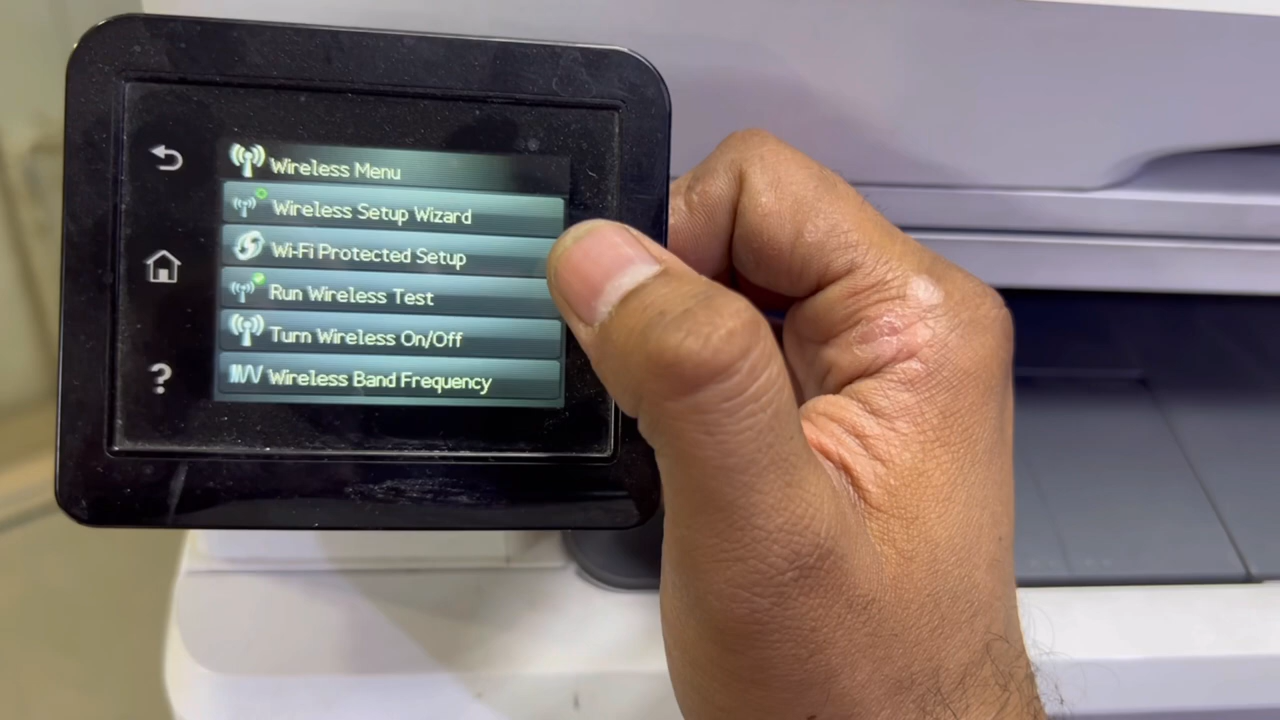 Wireless Menu
Wireless Setup Wizard
Wi-Fi Protected Setup
Run Wireless Test
Turn Wireless On/Off
Wireless Band Frequency
?